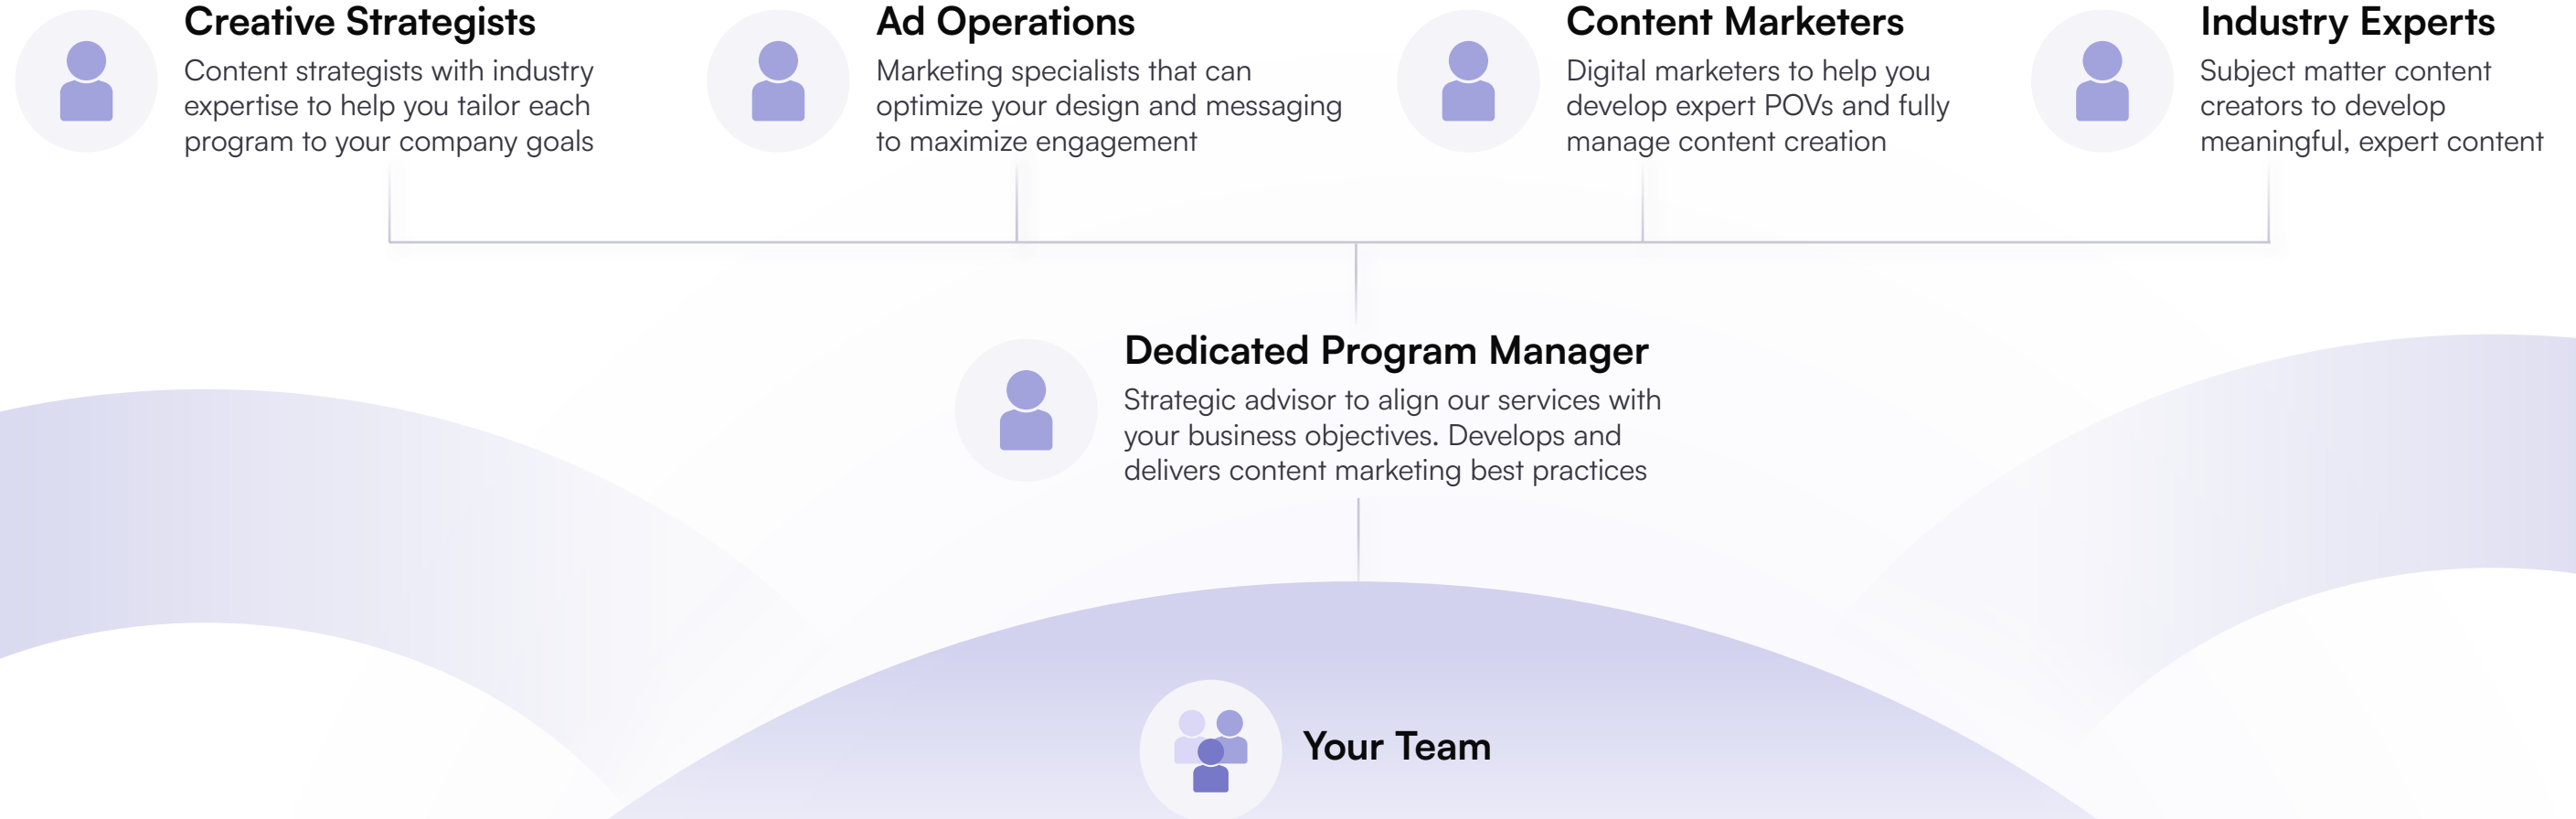 Creative Strategists
Content strategists with industry
expertise to help you tailor each
program to your company goals
Ad Operations
Marketing specialists that can
optimize your design and messaging
to maximize engagement
Content Marketers
Digital marketers to help you
develop expert POVs and fully
manage content creation
Industry Experts
Subject matter content
creators to develop
meaningful, expert content
Dedicated Program Manager
Strategic advisor to align our services with
your business objectives. Develops and
delivers content marketing best practices
Your Team